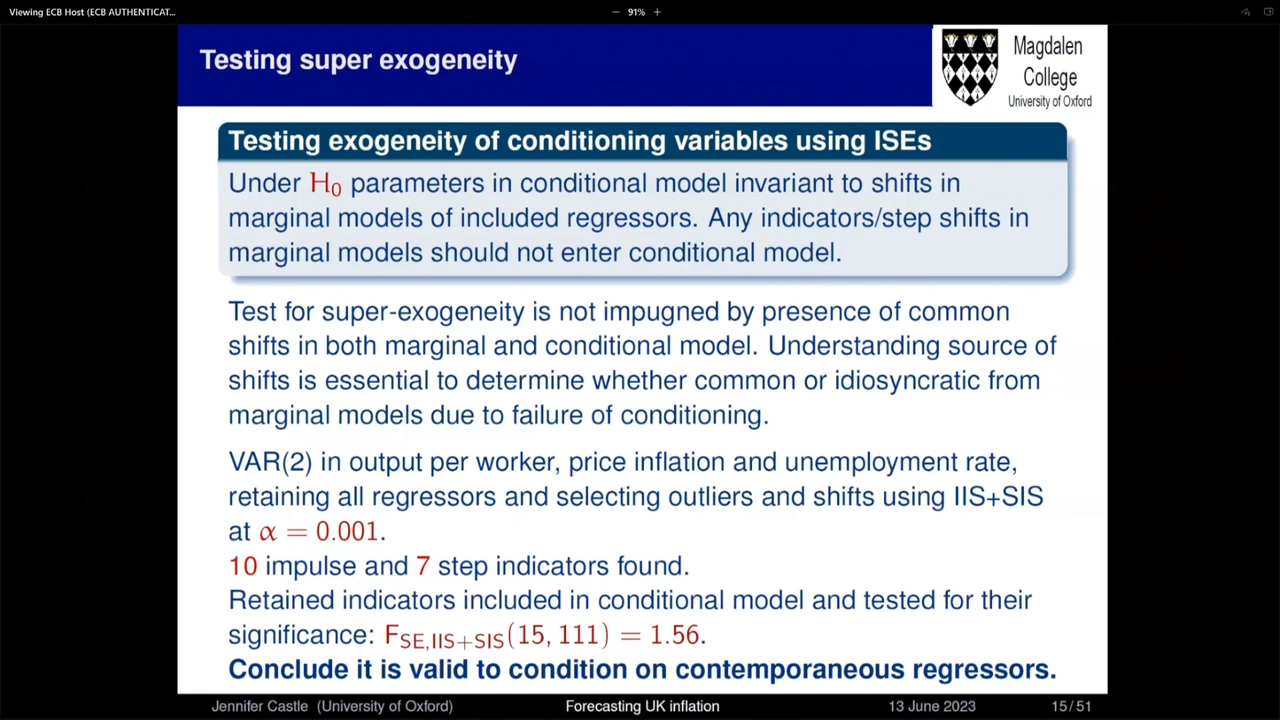 Viewing ECB Host (ECB AUTHENTICAT...
− 91% +
Testing super exogeneity
Magdalen
College
University of Oxford
Testing exogeneity of conditioning variables using ISEs
Under H₀ parameters in conditional model invariant to shifts in
marginal models of included regressors. Any indicators/step shifts in
marginal models should not enter conditional model.
Test for super-exogeneity is not impugned by presence of common
shifts in both marginal and conditional model. Understanding source of
shifts is essential to determine whether common or idiosyncratic from
marginal models due to failure of conditioning.
VAR(2) in output per worker, price inflation and unemployment rate,
retaining all regressors and selecting outliers and shifts using IIS+SIS
at α = 0.001.
10 impulse and 7 step indicators found.
Retained indicators included in conditional model and tested for their
significance: F_SE,IIS+SIS(15, 111) = 1.56.
Conclude it is valid to condition on contemporaneous regressors.
Jennifer Castle (University of Oxford) Forecasting UK inflation 13 June 2023 15 / 51